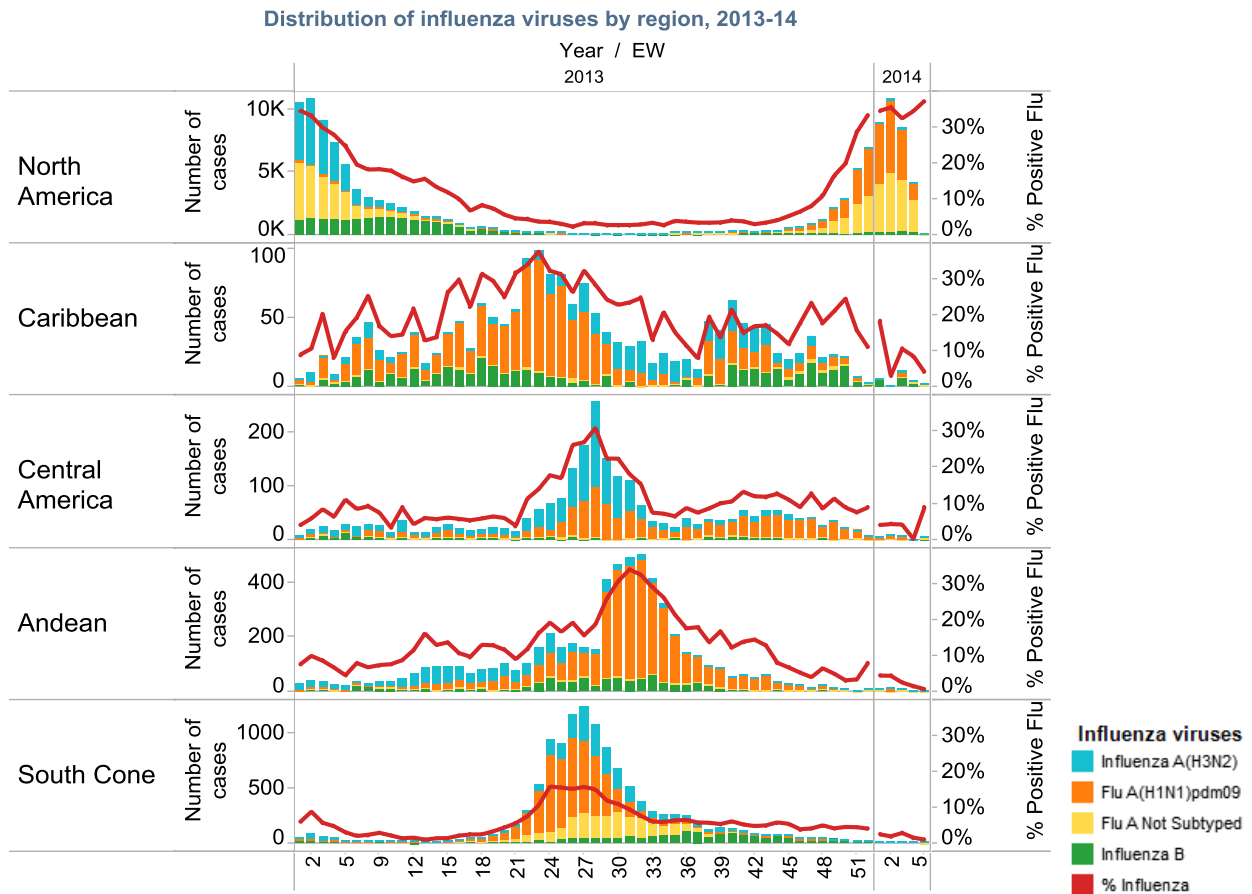 Distribution of influenza viruses by region, 2013-14
Year / EW
2013 2014
North
America
Number of
cases
10K
5K
0K
30%
20%
10%
0%
% Positive Flu
Caribbean
Number of
cases
100
50
0
30%
20%
10%
0%
% Positive Flu
Central
America
Number of
cases
200
100
0
30%
20%
10%
0%
% Positive Flu
Andean
Number of
cases
400
200
0
30%
20%
10%
0%
% Positive Flu
South Cone
Number of
cases
1000
500
0
30%
20%
10%
0%
% Positive Flu
2 5 9 12 15 18 21 24 27 30 33 36 39 42 45 48 51 2 5
Influenza viruses
Influenza A(H3N2)
Flu A(H1N1)pdm09
Flu A Not Subtyped
Influenza B
% Influenza